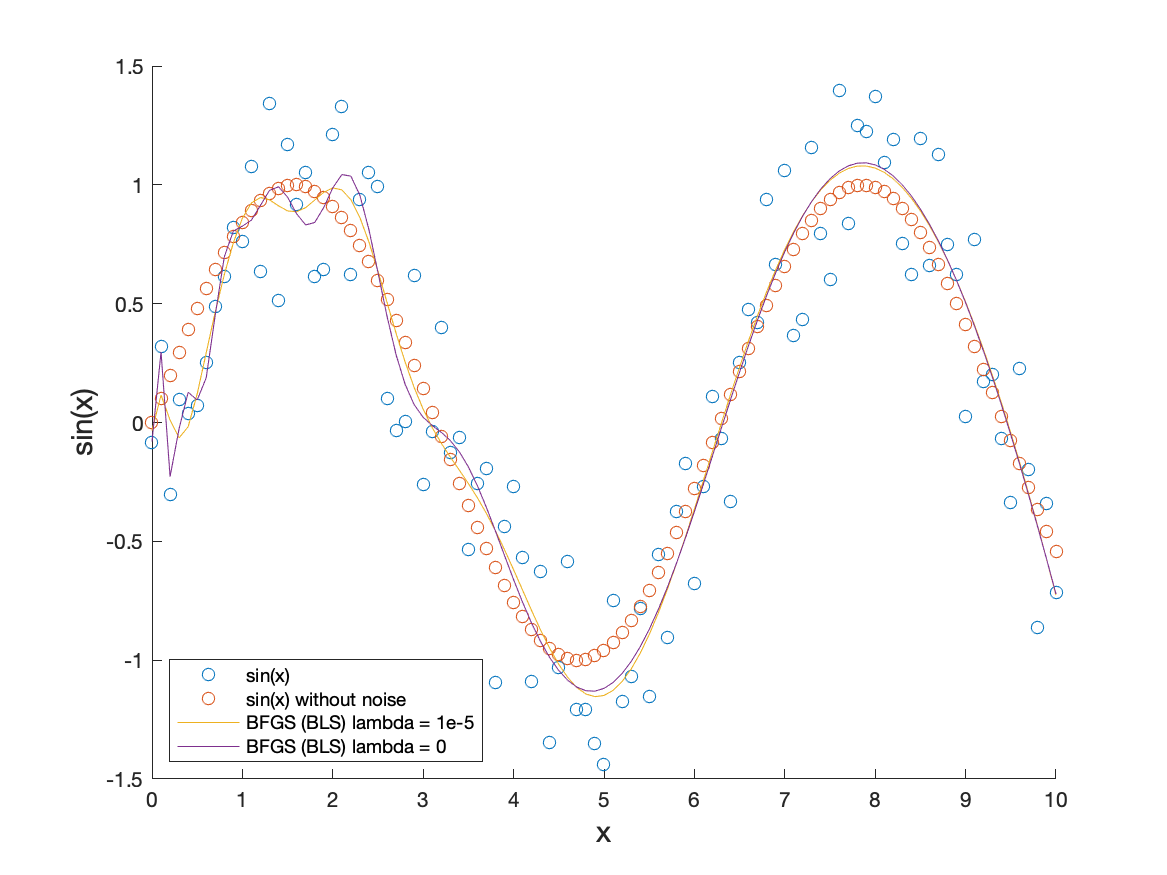 1.5
1
0.5
0
-0.5
-1
-1.5
sin(x)
sin(x)
sin(x) without noise
BFGS (BLS) lambda = 1e-5
BFGS (BLS) lambda = 0
0 1 2 3 4 5 6 7 8 9 10
x